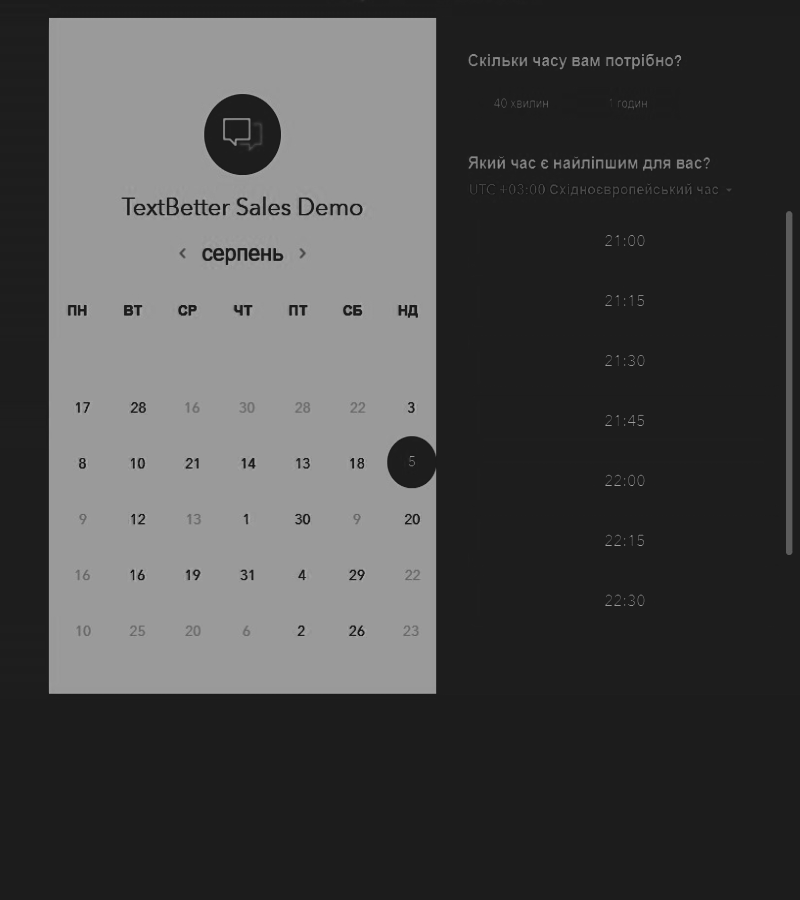 TextBetter Sales Demo
‹ серпень ›
ПН ВТ СР ЧТ ПТ СБ НД
17 28 16 30 28 22 3
8 10 21 14 13 18 5
9 12 13 1 30 9 20
16 16 19 31 4 29 22
10 25 20 6 2 26 23
Скільки часу вам потрібно?
40 хвилин 1 годин
Який час є найліпшим для вас?
UTC +03:00 Східноєвропейський час
21:00
21:15
21:30
21:45
22:00
22:15
22:30